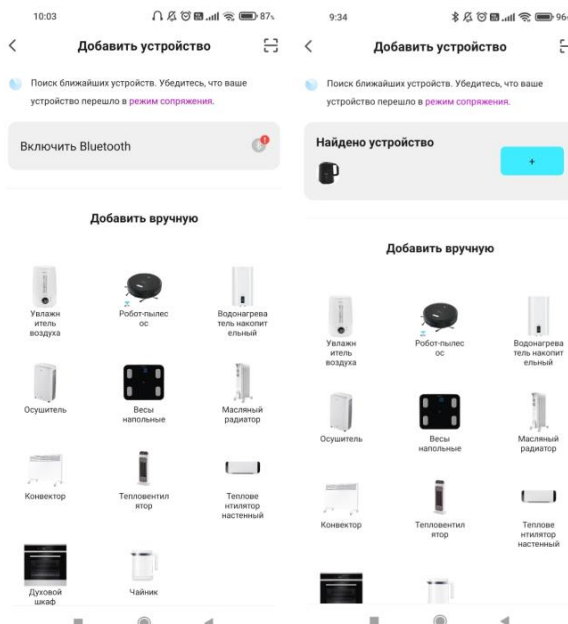 10:03
87%
Добавить устройство
Поиск ближайших устройств. Убедитесь, что ваше
устройство перешло в режим сопряжения.
Включить Bluetooth
Добавить вручную
Увлажн
итель
воздуха
Робот-пылес
ос
Водонагрева
тель накопит
ельный
Осушитель
Весы
напольные
Масляный
радиатор
Конвектор
Тепловентил
ятор
Теплове
нтилятор
настенный
Духовой
шкаф
Чайник
9:34
96
Добавить устройство
Поиск ближайших устройств. Убедитесь, что ваше
устройство перешло в режим сопряжения.
Найдено устройство
+
Добавить вручную
Увлажн
итель
воздуха
Робот-пылес
ос
Водонагрева
тель накопит
ельный
Осушитель
Весы
напольные
Масляный
радиатор
Конвектор
Тепловентил
ятор
Теплове
нтилятор
настенный